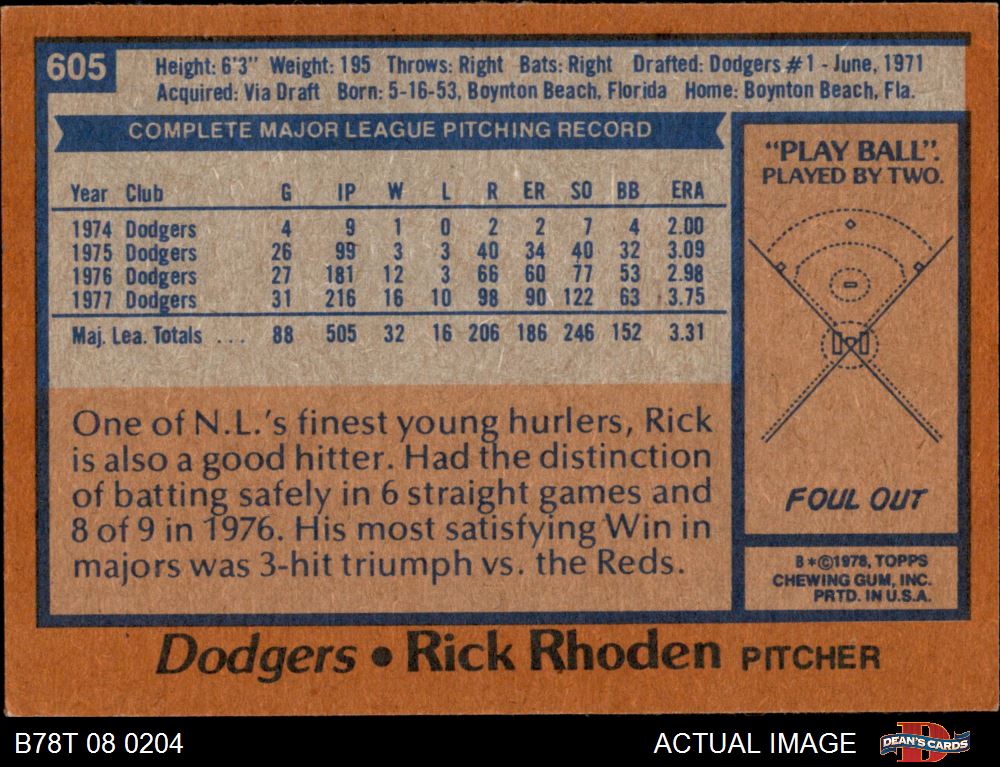 605
Height: 6'3" Weight: 195 Throws: Right Bats: Right Drafted: Dodgers #1 - June, 1971
Acquired: Via Draft Born: 5-16-53, Boynton Beach, Florida Home: Boynton Beach, Fla.
COMPLETE MAJOR LEAGUE PITCHING RECORD
Year Club G IP W L R ER SO BB ERA
1974 Dodgers 4 9 1 0 2 2 7 4 2.00
1975 Dodgers 26 99 3 3 40 34 40 32 3.09
1976 Dodgers 27 181 12 3 66 60 77 53 2.98
1977 Dodgers 31 216 16 10 98 90 122 63 3.75
Maj. Lea. Totals ... 88 505 32 16 206 186 246 152 3.31
One of N.L.'s finest young hurlers, Rick
is also a good hitter. Had the distinction
of batting safely in 6 straight games and
8 of 9 in 1976. His most satisfying Win in
majors was 3-hit triumph vs. the Reds.
"PLAY BALL".
PLAYED BY TWO.
FOUL OUT
B*©1978, TOPPS
CHEWING GUM, INC.
PRTD. IN U.S.A.
Dodgers • Rick Rhoden PITCHER
B78T 08 0204
ACTUAL IMAGE
DEAN'S CARDS